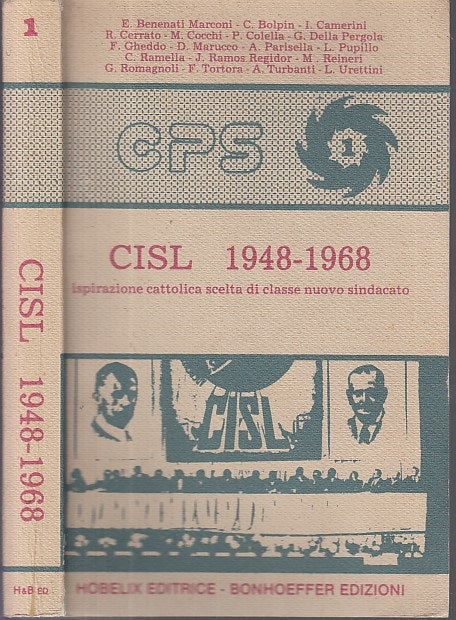 1
E. Benenati Marconi - C. Bolpin - I. Camerini
R. Cerrato - M. Cocchi - P. Colella - G. Della Pergola
F. Gheddo - D. Marucco - A. Parisella - L. Pupillo
C. Ramella - J. Ramos Regidor - M. Reineri
G. Romagnoli - F. Tortora - A. Turbanti - L. Urettini
CPS 1
CISL 1948-1968
ispirazione cattolica scelta di classe nuovo sindacato
CISL
HOBELIX EDITRICE - BONHOEFFER EDIZIONI
CISL 1948-1968
H&B ED